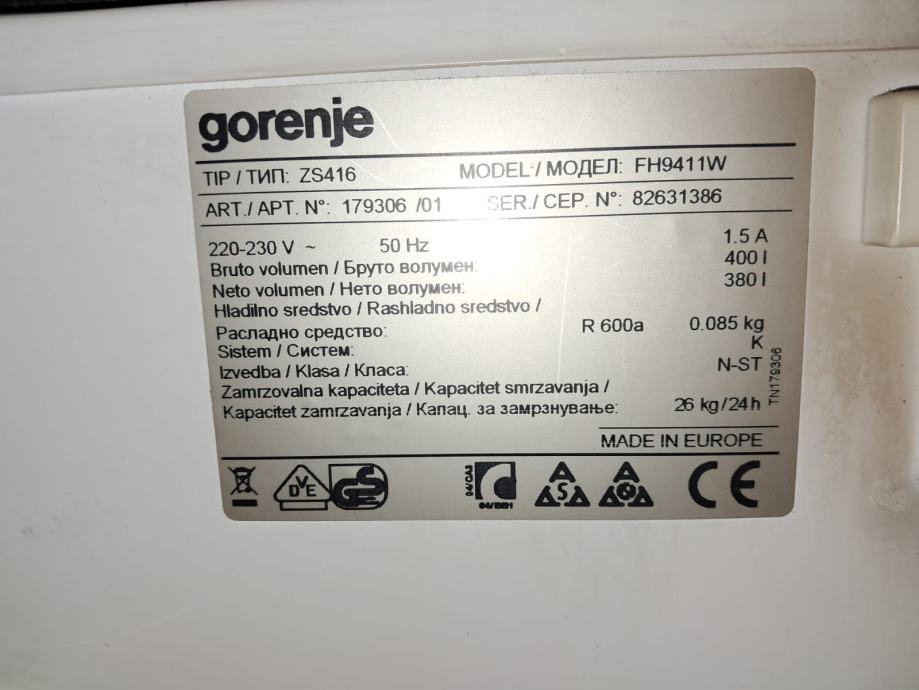 gorenje
TIP / ТИП: ZS416 MODEL / МОДЕЛ: FH9411W
ART./ АРТ. N°: 179306 /01 SER./ СЕР. N°: 82631386
220-230 V ~ 50 Hz 1.5 A
Bruto volumen / Бруто волумен: 400 l
Neto volumen / Нето волумен: 380 l
Hladilno sredstvo / Rashladno sredstvo /
Расладно средство: R 600a 0.085 kg
Sistem / Систем: K
Izvedba / Klasa / Класа: N-ST
Zamrzovalna kapaciteta / Kapacitet smrzavanja /
Kapacitet zamrzavanja / Капац. за замрзнување: 26 kg/24h
TN179306
MADE IN EUROPE
DVE GS A S A A A A A CE